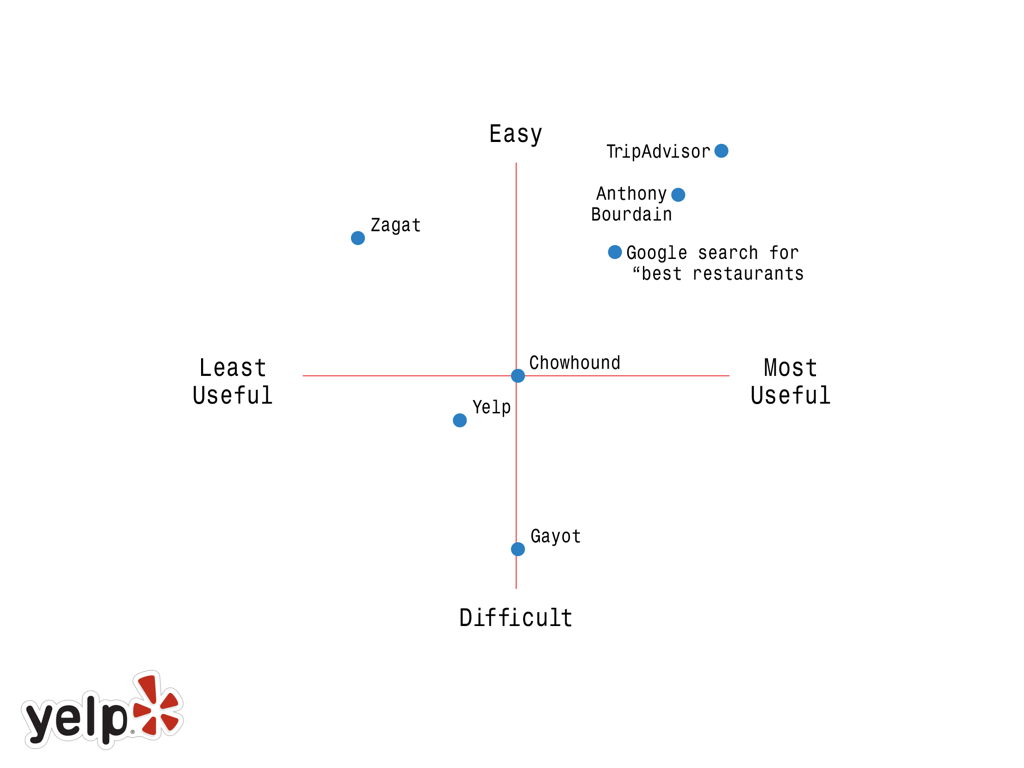 Easy
TripAdvisor
Anthony
Bourdain
Zagat
Google search for
“best restaurants
Chowhound
Least
Useful
Most
Useful
Yelp
Gayot
Difficult
yelp